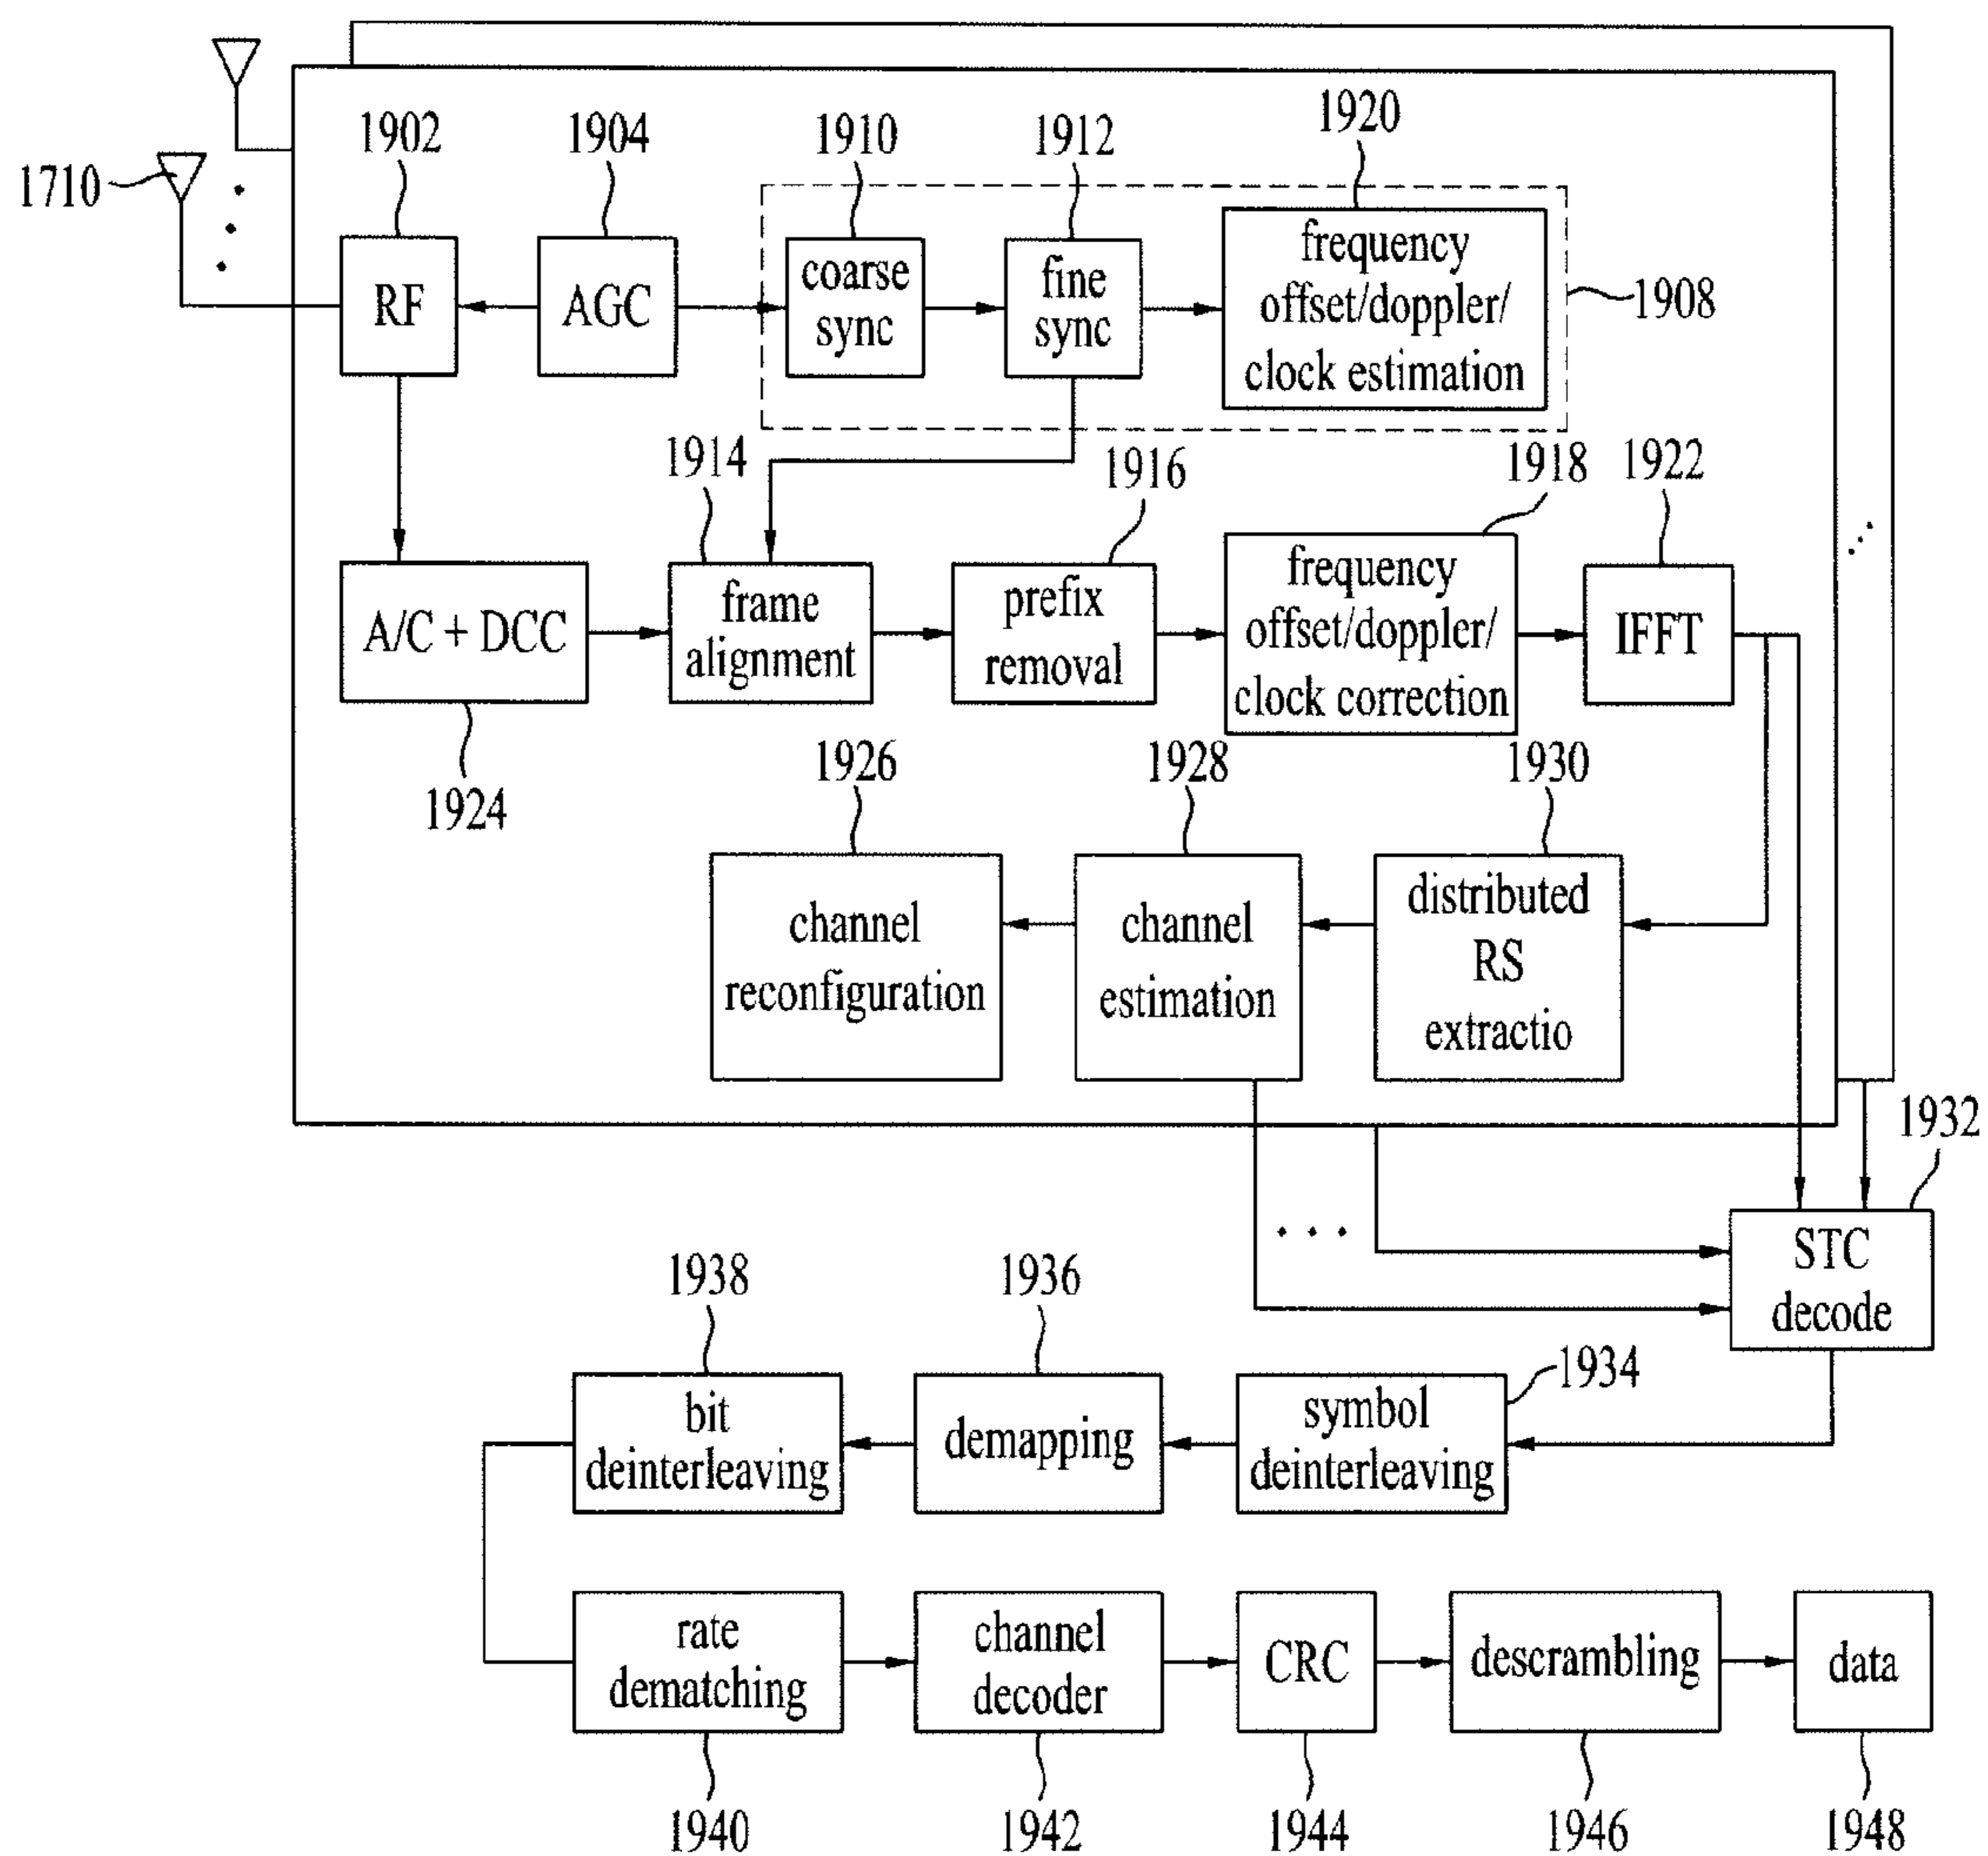 1920
1902
1904
1910
1912
1710
RF
AGC
coarse
sync
fine
sync
frequency
offset/doppler/
clock estimation
1908
1914
1916
1918
1922
A/C + DCC
frame
alignment
prefix
removal
frequency
offset/doppler/
clock correction
IFFT
1924
1926
1928
1930
channel
reconfiguration
channel
estimation
distributed
RS
extractio
1932
STC
decode
1938
1936
1934
bit
deinterleaving
demapping
symbol
deinterleaving
rate
dematching
channel
decoder
CRC
descrambling
data
1940
1942
1944
1946
1948